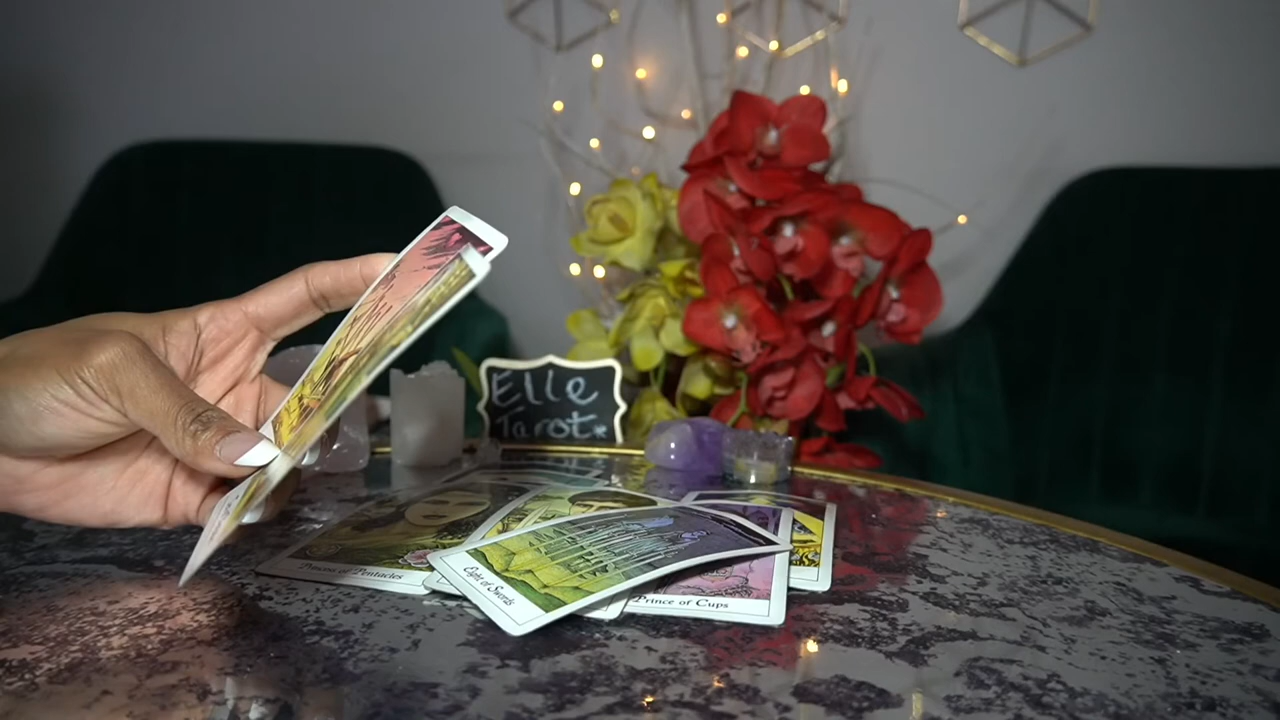 Elle
Tarot*
Princess of Pentacles
Eight of Swords
Prince of Cups